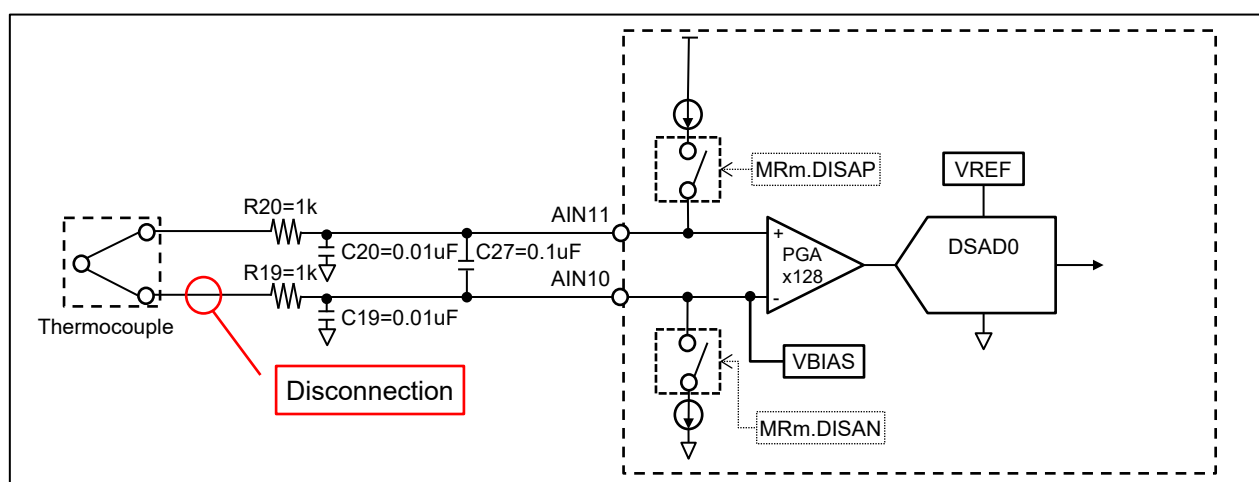 MRm.DISAP
VREF
R20=1k
AIN11
C20=0.01uF
C27=0.1uF
+
PGA
x128
DSAD0
R19=1k
AIN10
-
Thermocouple
C19=0.01uF
VBIAS
Disconnection
MRm.DISAN